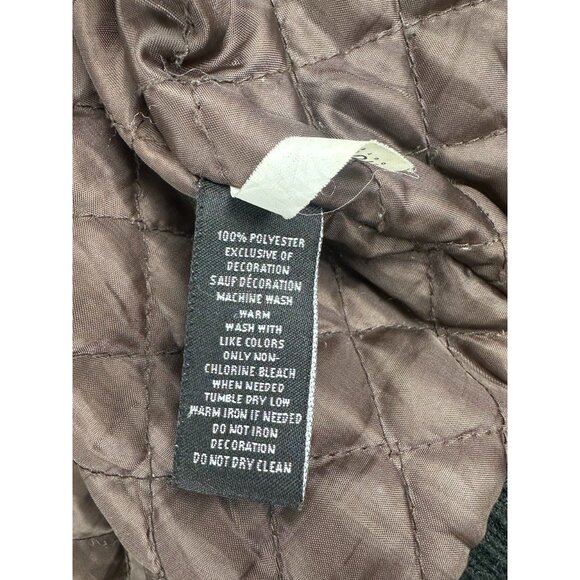 100% POLYESTER
EXCLUSIVE OF
DECORATION
SAUF DÉCORATION
MACHINE WASH
WARM
WASH WITH
LIKE COLORS
ONLY NON-
CHLORINE BLEACH
WHEN NEEDED
TUMBLE DRY LOW
WARM IRON IF NEEDED
DO NOT IRON
DECORATION
DO NOT DRY CLEAN